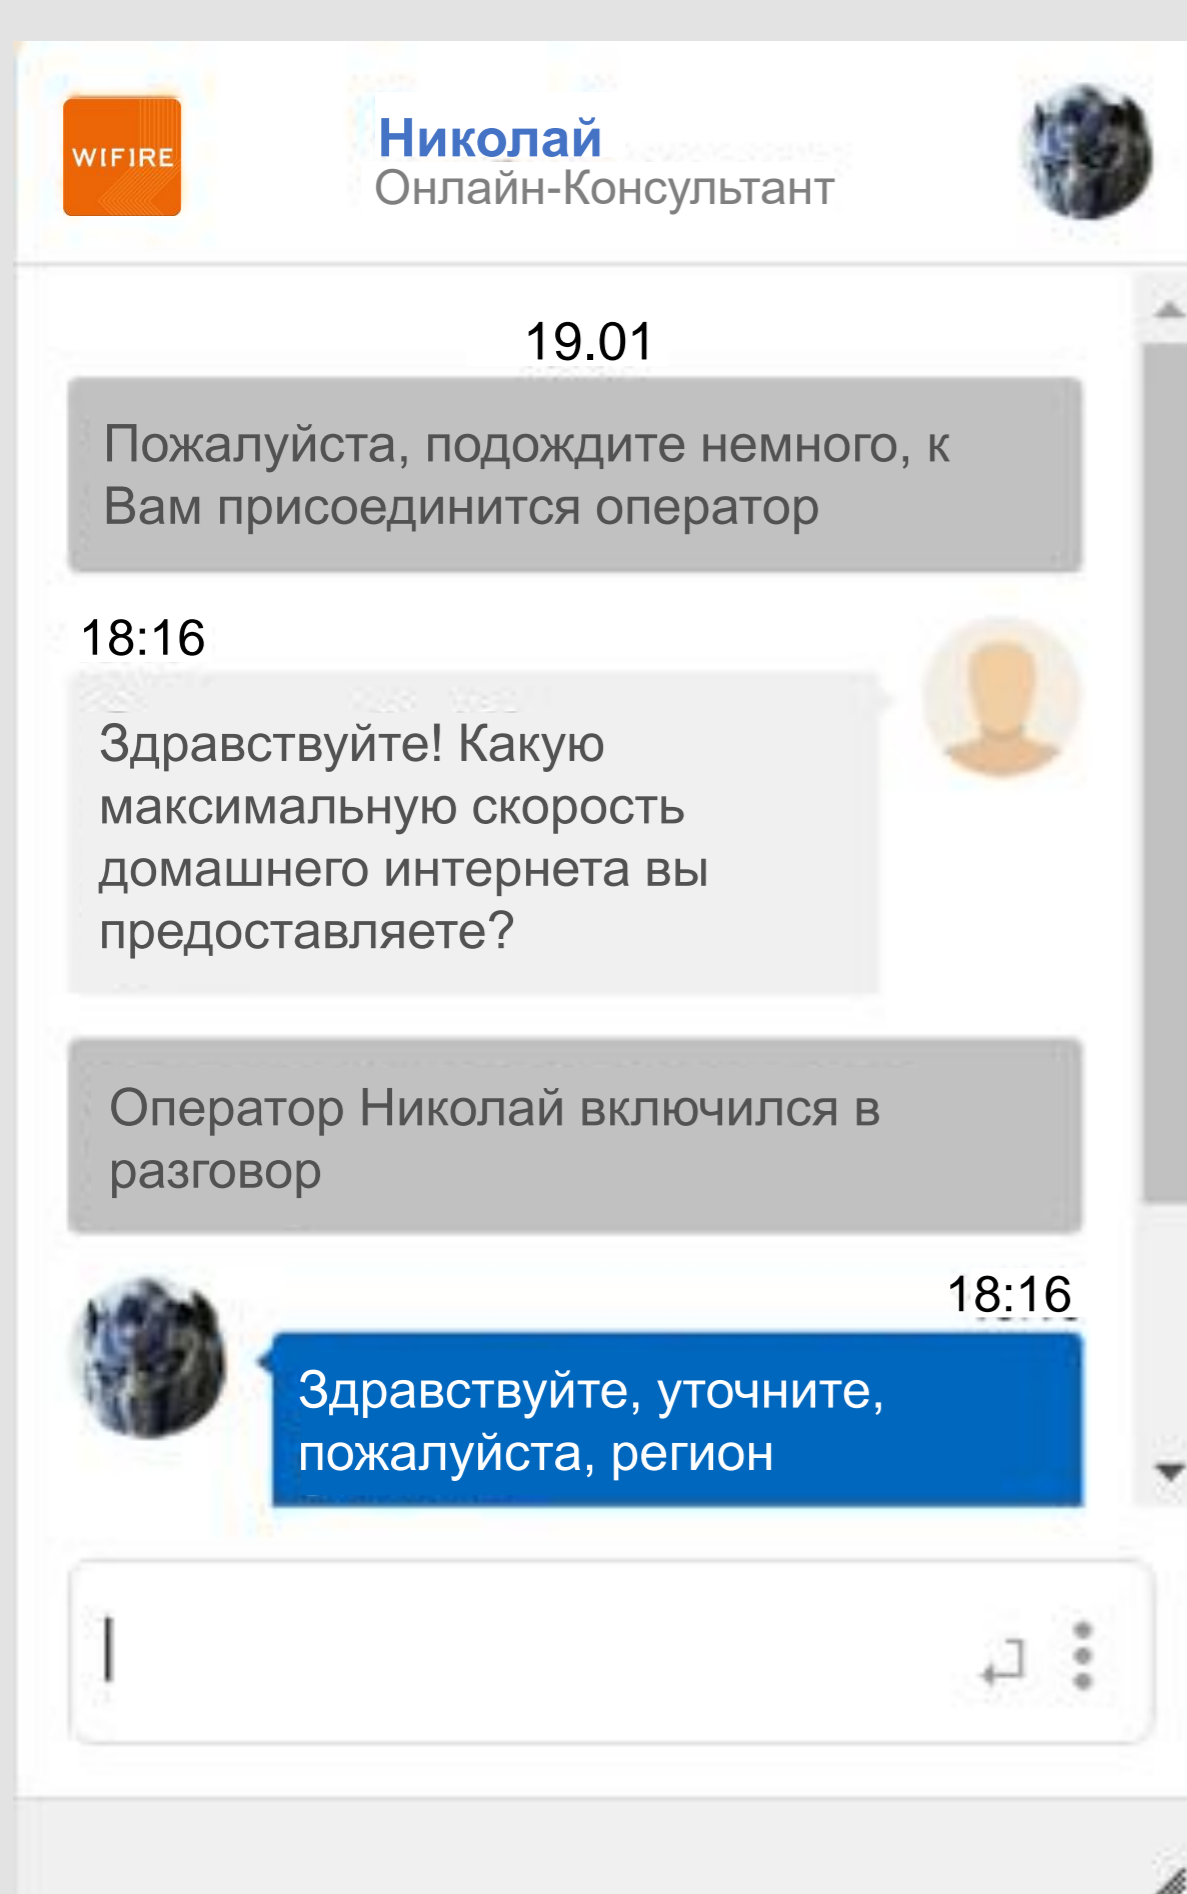 WIFIRE
Николай
Онлайн-Консультант
19.01
Пожалуйста, подождите немного, к
Вам присоединится оператор
18:16
Здравствуйте! Какую
максимальную скорость
домашнего интернета вы
предоставляете?
Оператор Николай включился в
разговор
18:16
Здравствуйте, уточните,
пожалуйста, регион